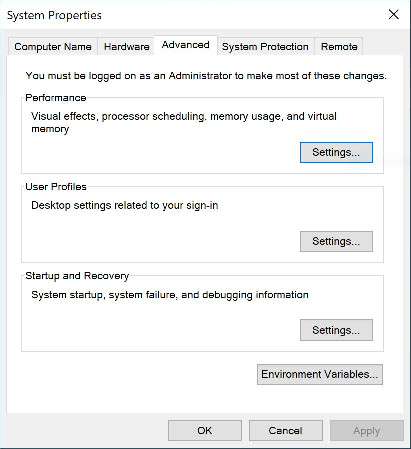 System Properties
Computer Name Hardware Advanced System Protection Remote
You must be logged on as an Administrator to make most of these changes.
Performance
Visual effects, processor scheduling, memory usage, and virtual
memory
Settings...
User Profiles
Desktop settings related to your sign-in
Settings...
Startup and Recovery
System startup, system failure, and debugging information
Settings...
Environment Variables...
OK Cancel Apply